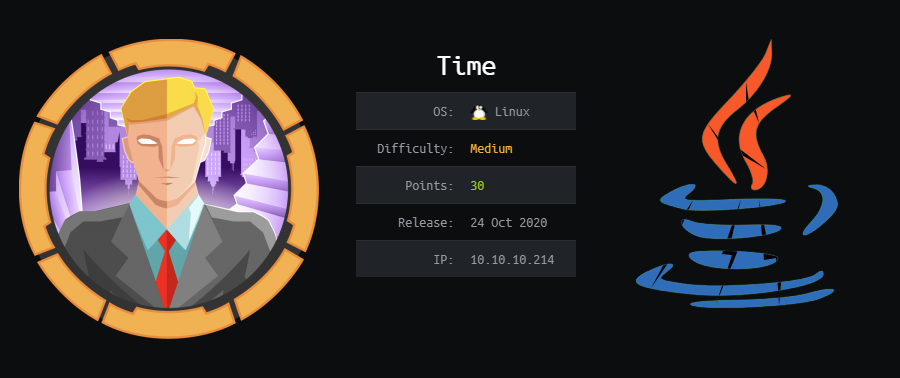 Time
OS: Linux
Difficulty: Medium
Points: 30
Release: 24 Oct 2020
IP: 10.10.10.214